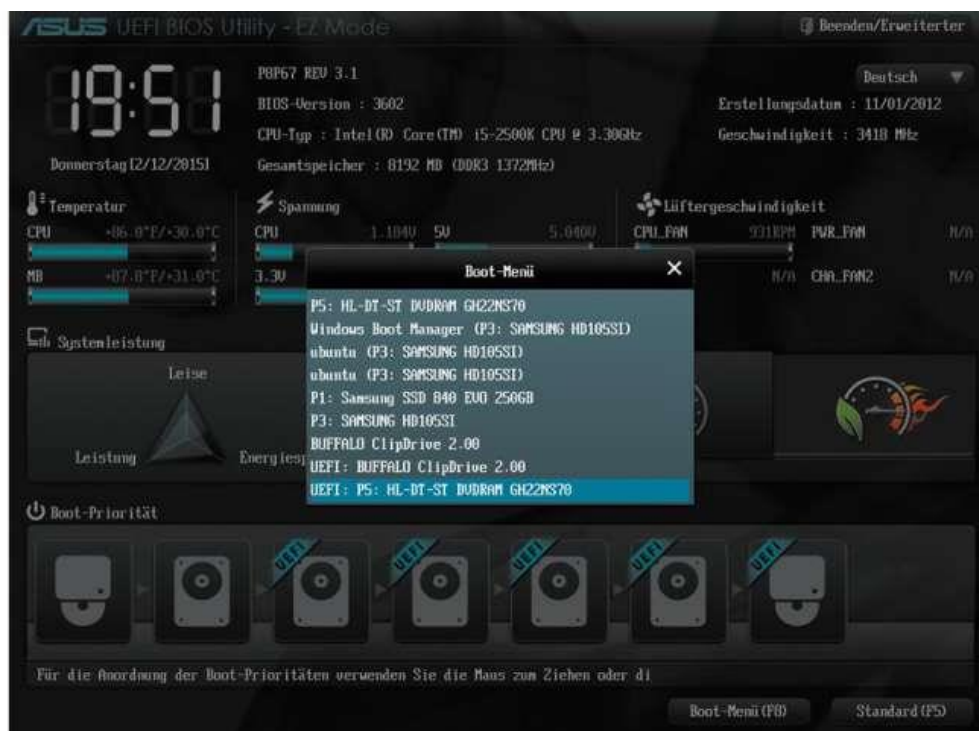 ASUS UEFI BIOS Utility - EZ Mode
Beenden/Erweiterter
19:51
Donnerstag [2/12/2015]
P8P67 REV 3.1
BIOS-Version : 3602
CPU-Typ : Intel(R) Core(TM) i5-2500K CPU @ 3.30GHz
Gesamtspeicher : 8192 MB (DDR3 1372MHz)
Deutsch
Erstellungsdatum : 11/01/2012
Geschwindigkeit : 3418 MHz
Temperatur
CPU +86.0°F/+30.0°C
MB +87.8°F/+31.0°C
Spannung
CPU 1.184V 5V 5.040V
3.3V
Lüftergeschwindigkeit
CPU_FAN 931RPM PWR_FAN N/A
N/A CHA_FAN2 N/A
Boot-Menü
P5: HL-DT-ST DVDRAM GH22NS70
Windows Boot Manager (P3: SAMSUNG HD105SI)
ubuntu (P3: SAMSUNG HD105SI)
ubuntu (P3: SAMSUNG HD105SI)
P1: Samsung SSD 840 EVO 250GB
P3: SAMSUNG HD105SI
BUFFALO ClipDrive 2.00
UEFI: BUFFALO ClipDrive 2.00
UEFI: P5: HL-DT-ST DVDRAM GH22NS70
Systemleistung
Leise
Leistung
Energiesp
Boot-Priorität
UEFI
UEFI
UEFI
UEFI
UEFI
Für die Anordnung der Boot-Prioritäten verwenden Sie die Maus zum Ziehen oder di
Boot-Menü(F8)
Standard(F5)